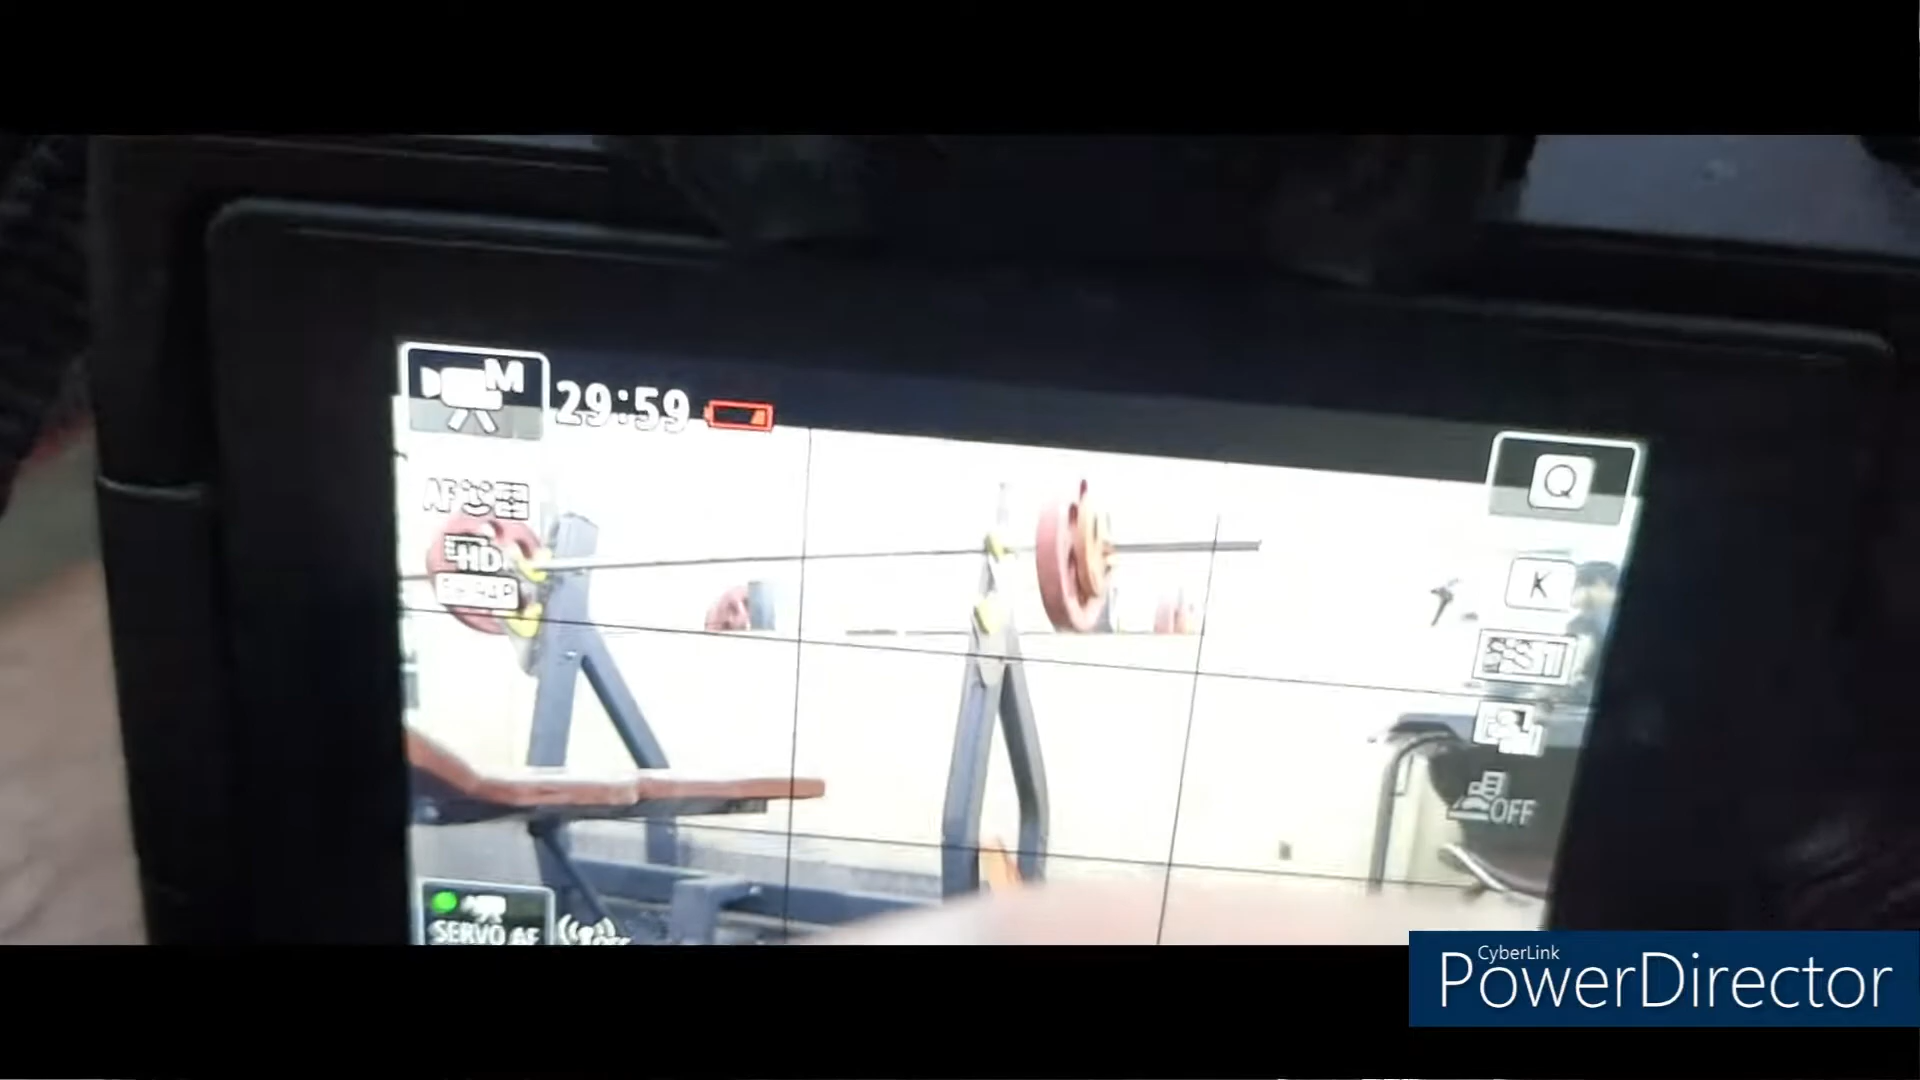 M
29:59
Q
AF
HD
K
OFF
SERVO AF
CyberLink
PowerDirector